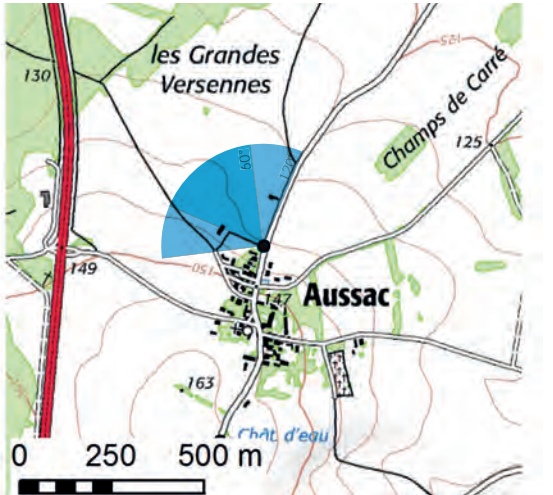 les Grandes
Versennes
130
125
Champs de Carré
125
60°
120°
149
150
147
Aussac
163
Chât. d'eau
0 250 500 m